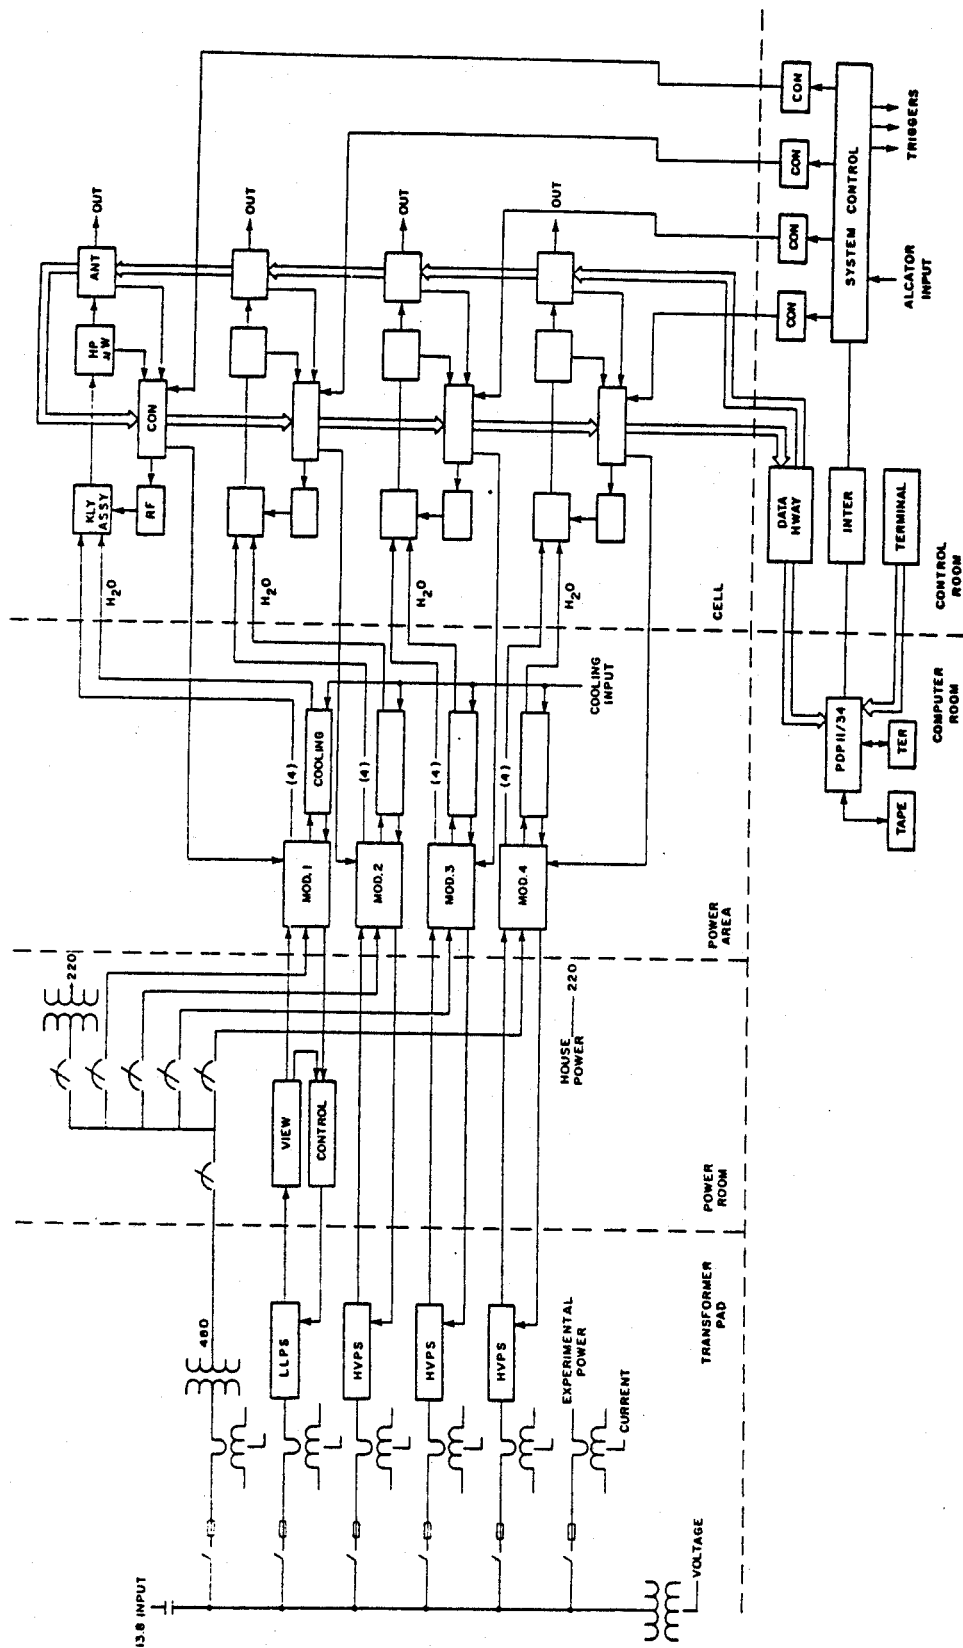 13.8 INPUT
VOLTAGE
480
LLPS
HVPS
HVPS
HVPS
EXPERIMENTAL
POWER
CURRENT
TRANSFORMER
PAD
220
VIEW
CONTROL
HOUSE
POWER
220
POWER
ROOM
MOD.1
MOD.2
MOD.3
MOD.4
(4)
(4)
(4)
(4)
COOLING
COOLING
INPUT
POWER
AREA
H2O
H2O
H2O
H2O
KLY
ASSY
RF
CON
HP
ANT
OUT
OUT
OUT
OUT
CELL
CON
CON
CON
CON
SYSTEM CONTROL
TRIGGERS
ALCATOR
INPUT
DATA
HWAY
INTER
TERMINAL
CONTROL
ROOM
PDP11/34
TER
TAPE
COMPUTER
ROOM